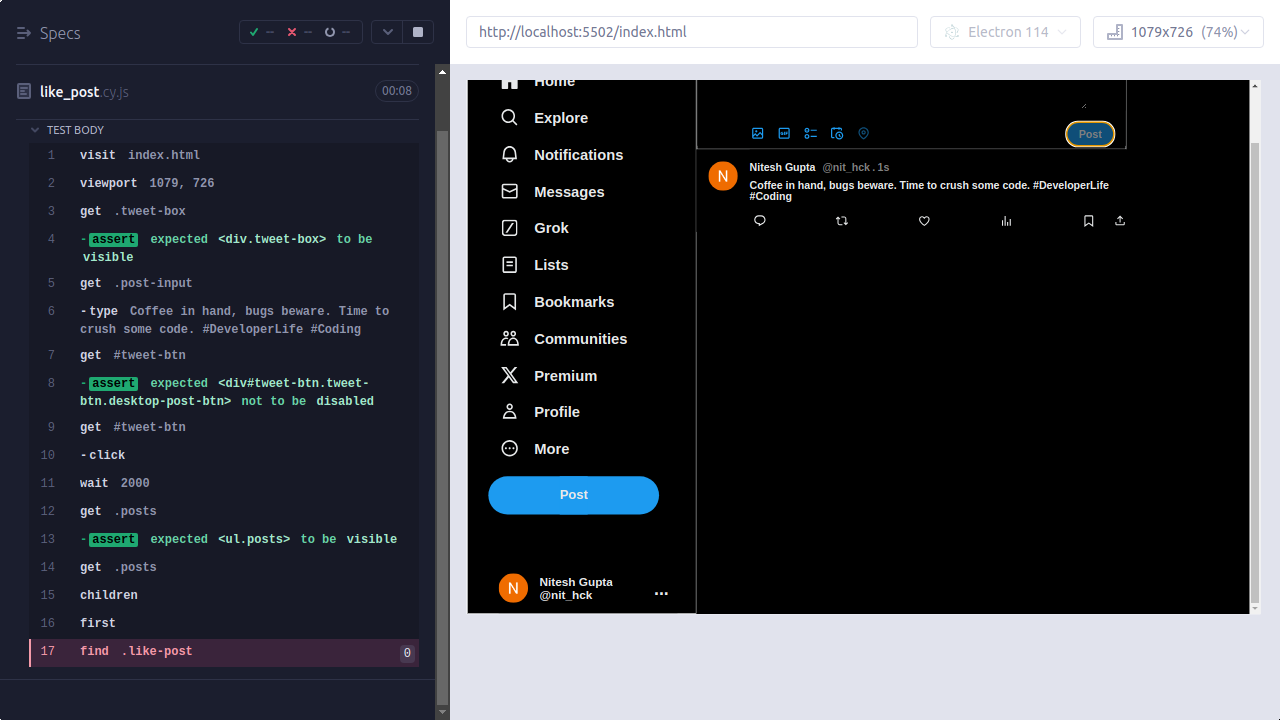 Specs
✓ -- ✕ -- --
like_post.cy.js 00:08
TEST BODY
1 visit index.html
2 viewport 1079, 726
3 get .tweet-box
4 -assert expected <div.tweet-box> to be
visible
5 get .post-input
6 -type Coffee in hand, bugs beware. Time to
crush some code. #DeveloperLife #Coding
7 get #tweet-btn
8 -assert expected <div#tweet-btn.tweet-
btn.desktop-post-btn> not to be disabled
9 get #tweet-btn
10 -click
11 wait 2000
12 get .posts
13 -assert expected <ul.posts> to be visible
14 get .posts
15 children
16 first
17 find .like-post 0
http://localhost:5502/index.html
Electron 114
1079x726 (74%)
Home
Explore
Notifications
Messages
Grok
Lists
Bookmarks
Communities
Premium
Profile
More
Post
N
Nitesh Gupta
@nit_hck
...
GIF
Post
N
Nitesh Gupta @nit_hck . 1s
Coffee in hand, bugs beware. Time to crush some code. #DeveloperLife
#Coding